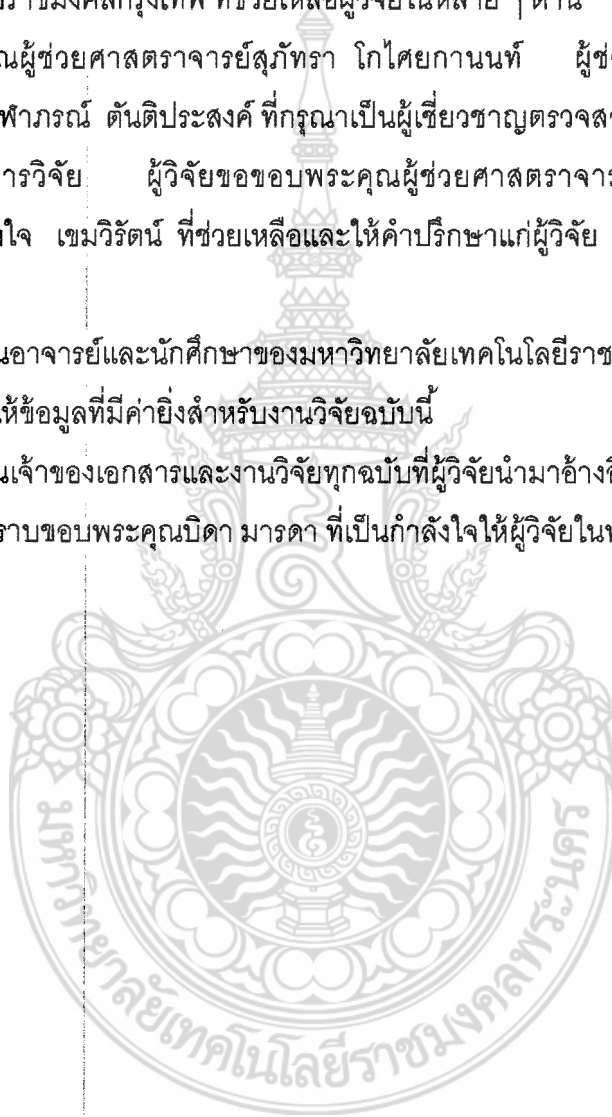 ราชมงคลกรุงเทพ ที่ช่วยเหลือผู้วิจัยในหลาย ๆ ด้าน
ณผู้ช่วยศาสตราจารย์สุภัทรา โกไศยกานนท์ ผู้ช่
ฬาภรณ์ ตันติประสงค์ ที่กรุณาเป็นผู้เชี่ยวชาญตรวจส
ารวิจัย ผู้วิจัยขอขอบพระคุณผู้ช่วยศาสตราจาร
ใจ เขมวิรัตน์ ที่ช่วยเหลือและให้คำปรึกษาแก่ผู้วิจัย
นอาจารย์และนักศึกษาของมหาวิทยาลัยเทคโนโลยีราช
ให้ข้อมูลที่มีค่ายิ่งสำหรับงานวิจัยฉบับนี้
นเจ้าของเอกสารและงานวิจัยทุกฉบับที่ผู้วิจัยนำมาอ้างอิ
ราบขอบพระคุณบิดา มารดา ที่เป็นกำลังใจให้ผู้วิจัยใน
มหาวิทยาลัยเทคโนโลยีราชมงคลพระนคร